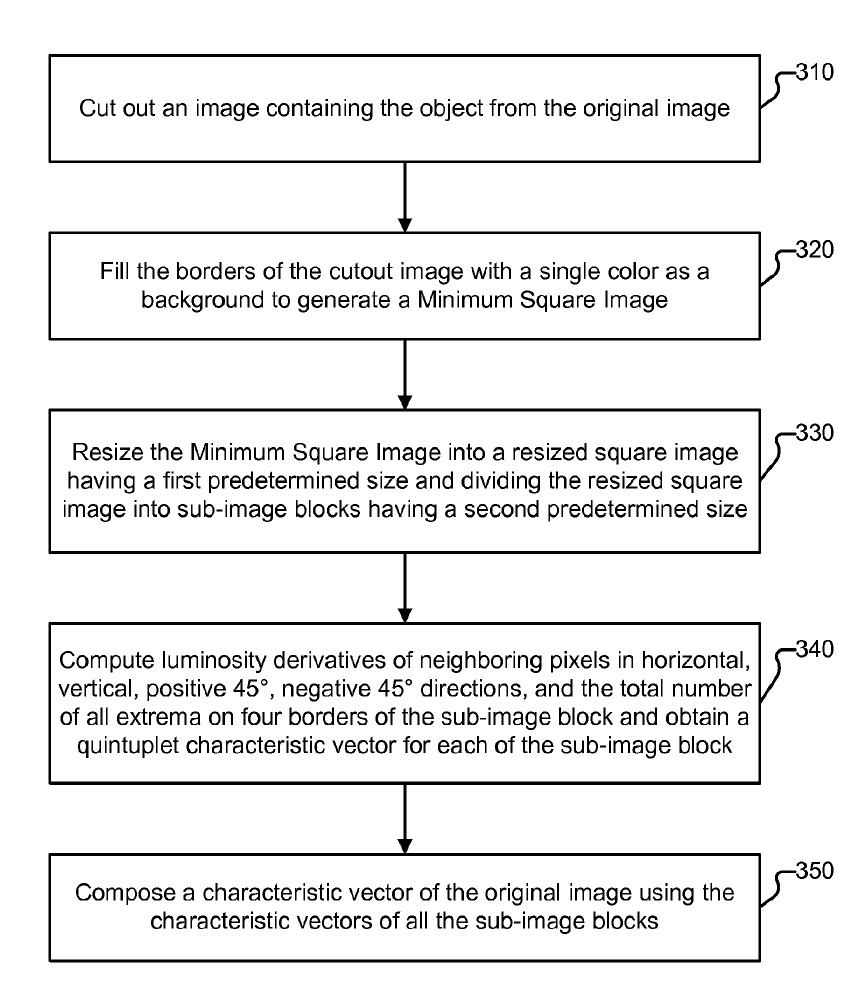 310
Cut out an image containing the object from the original image
320
Fill the borders of the cutout image with a single color as a
background to generate a Minimum Square Image
330
Resize the Minimum Square Image into a resized square image
having a first predetermined size and dividing the resized square
image into sub-image blocks having a second predetermined size
340
Compute luminosity derivatives of neighboring pixels in horizontal,
vertical, positive 45°, negative 45° directions, and the total number
of all extrema on four borders of the sub-image block and obtain a
quintuplet characteristic vector for each of the sub-image block
350
Compose a characteristic vector of the original image using the
characteristic vectors of all the sub-image blocks